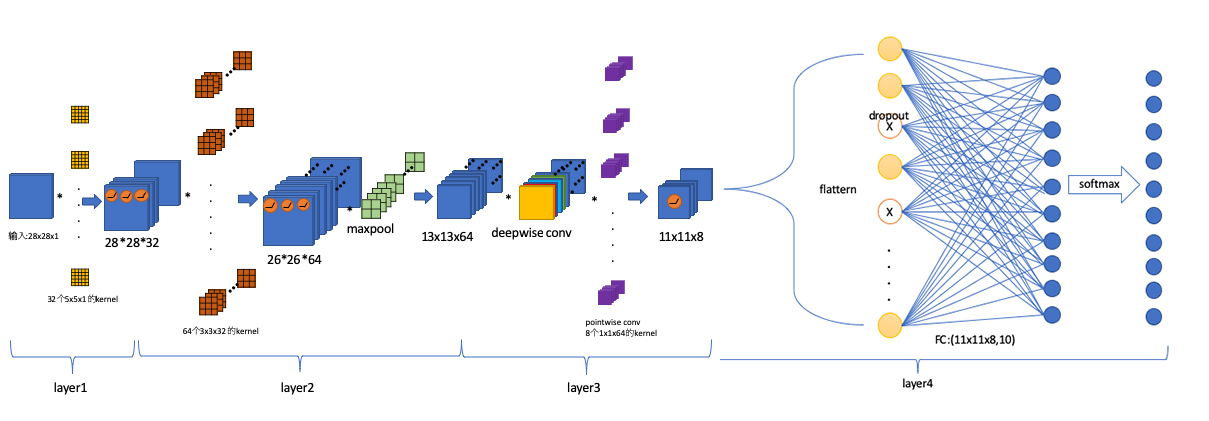 *
输入:28x28x1
32个5x5x1的kernel
28*28*32
*
64个3x3x32的kernel
26*26*64
*
maxpool
13x13x64
*
deepwise conv
*
pointwise conv
8个1x1x64的kernel
11x11x8
flattern
dropout
X
X
FC:(11x11x8,10)
softmax
layer1
layer2
layer3
layer4